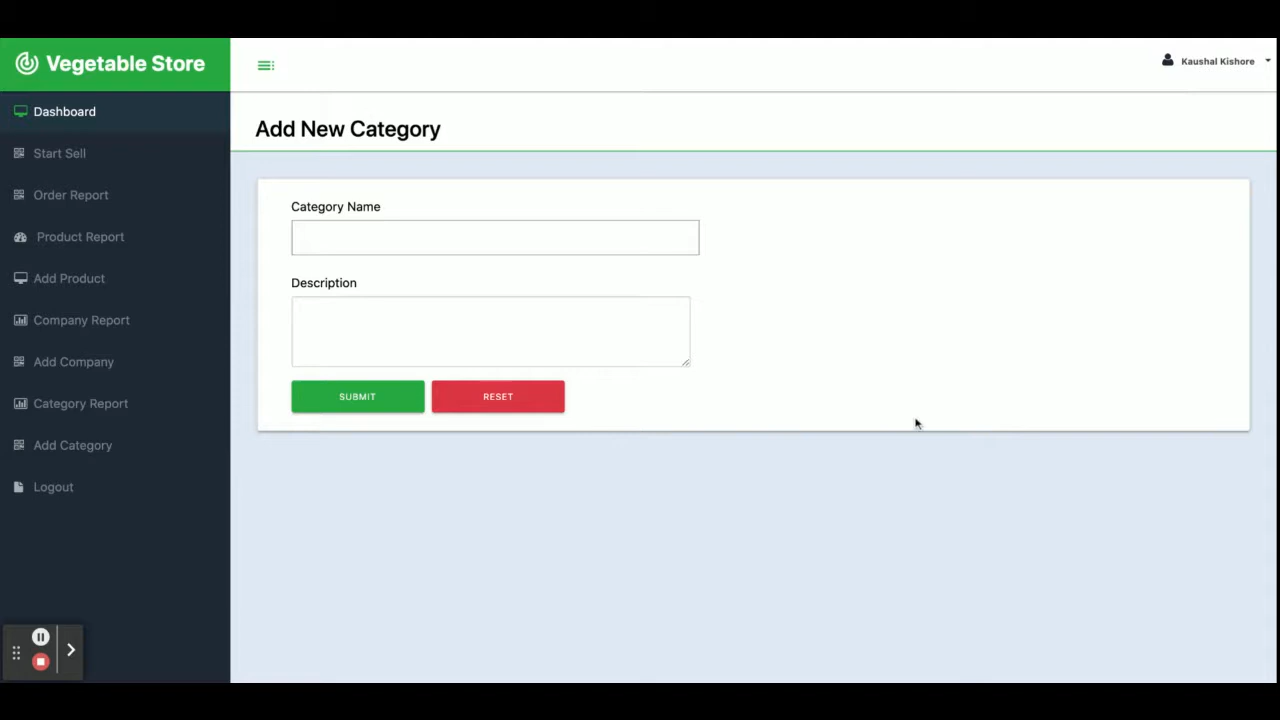 Vegetable Store
Kaushal Kishore
Dashboard
Add New Category
Start Sell
Order Report
Product Report
Add Product
Company Report
Add Company
Category Report
Add Category
Logout
Category Name
Description
SUBMIT
RESET